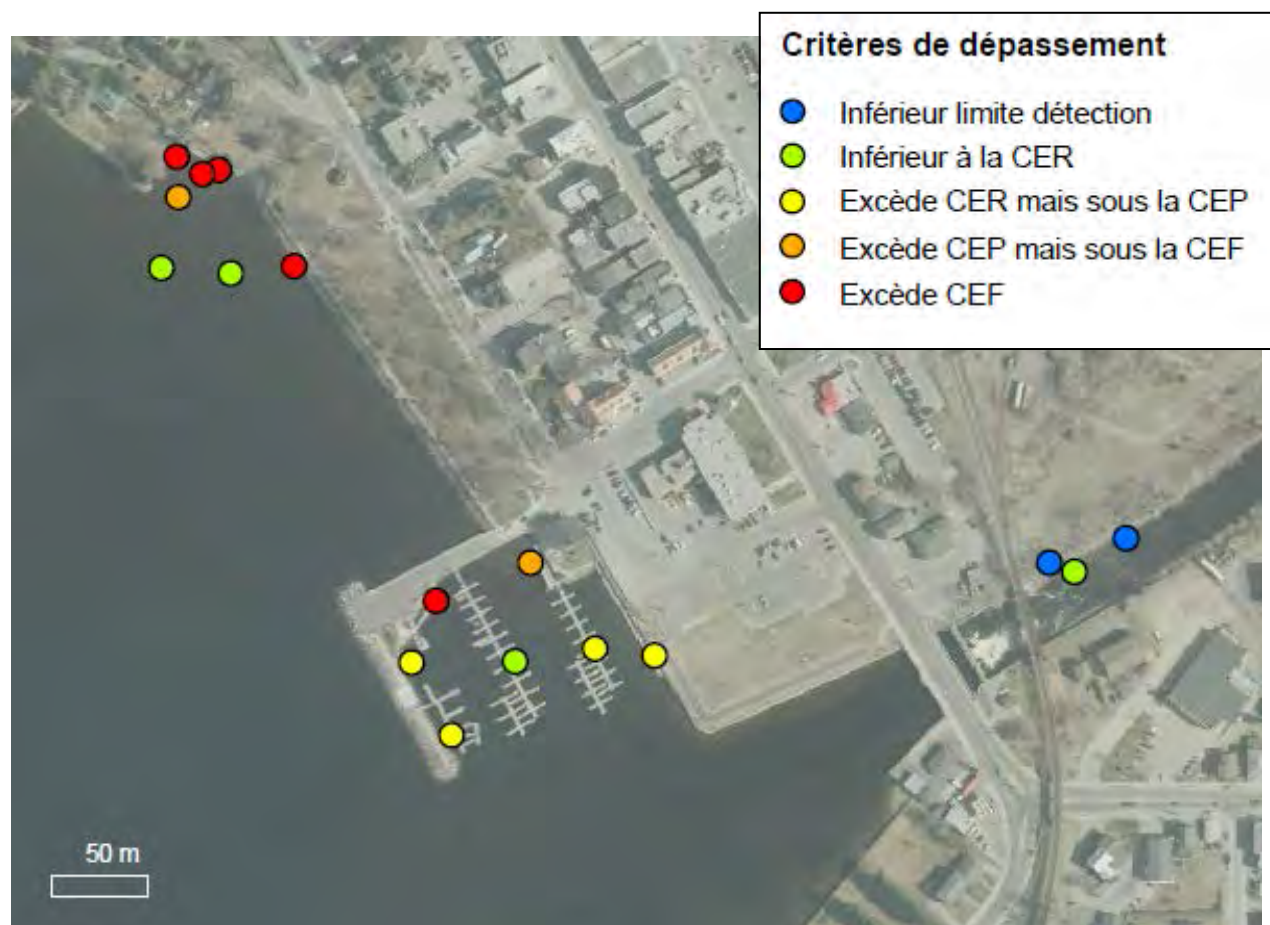 Critères de dépassement
Inférieur limite détection
Inférieur à la CER
Excède CER mais sous la CEP
Excède CEP mais sous la CEF
Excède CEF
50 m